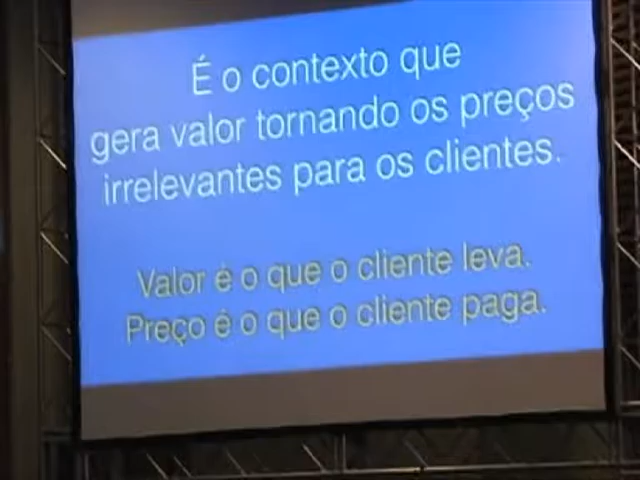 É o contexto que
gera valor tornando os preços
irrelevantes para os clientes.
Valor é o que o cliente leva.
Preço é o que o cliente paga.